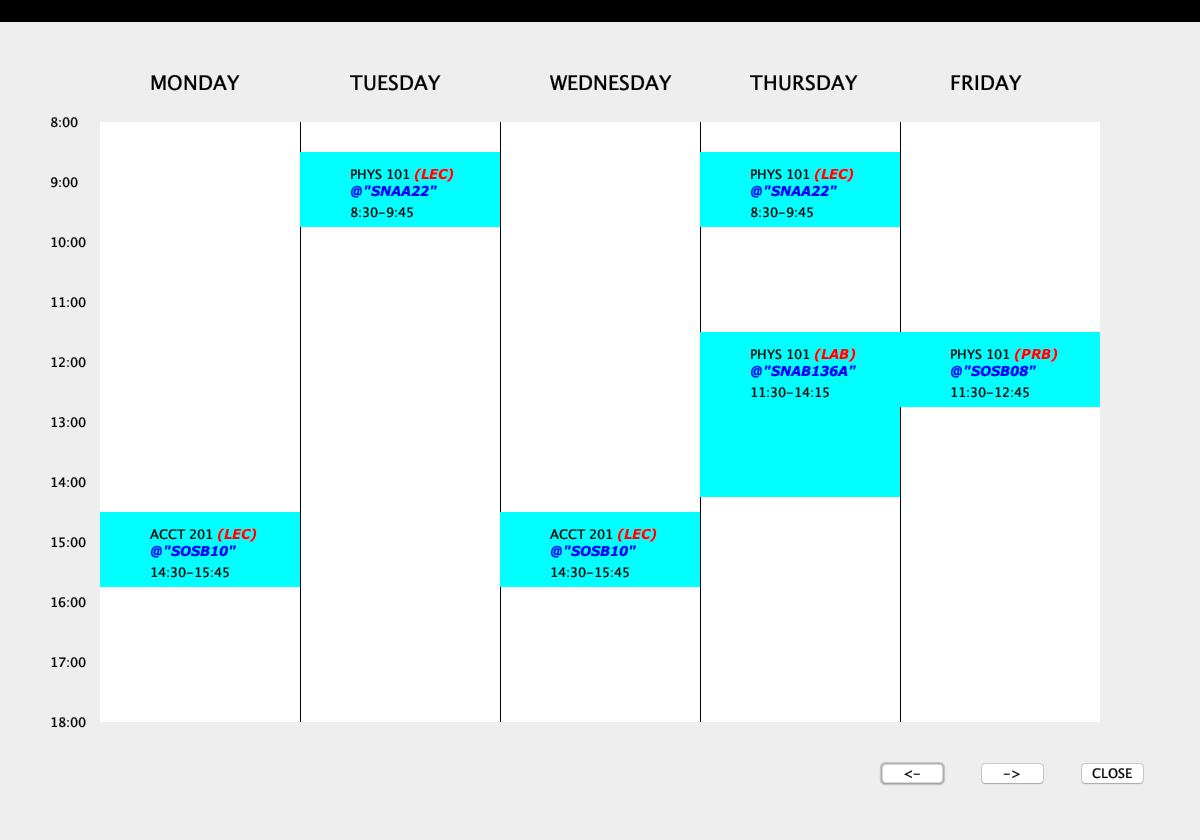 MONDAY TUESDAY WEDNESDAY THURSDAY FRIDAY
8:00
PHYS 101 (LEC) PHYS 101 (LEC)
9:00 @"SNAA22" @"SNAA22"
8:30-9:45 8:30-9:45
10:00
11:00
12:00 PHYS 101 (LAB) PHYS 101 (PRB)
@"SNAB136A" @"SOSB08"
11:30-14:15 11:30-12:45
13:00
14:00
ACCT 201 (LEC) ACCT 201 (LEC)
15:00 @"SOSB10" @"SOSB10"
14:30-15:45 14:30-15:45
16:00
17:00
18:00
<- -> CLOSE